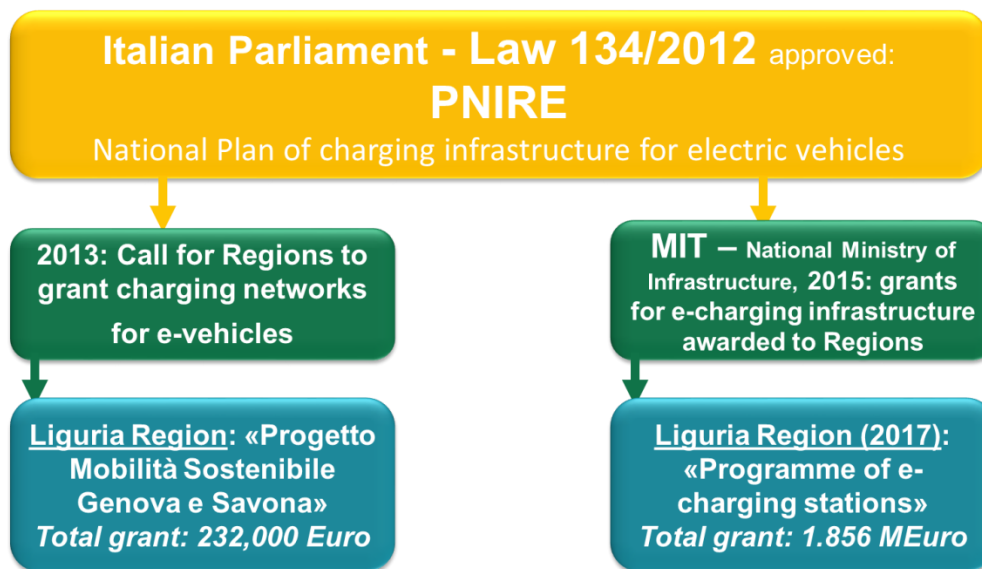 Italian Parliament - Law 134/2012 approved:
PNIRE
National Plan of charging infrastructure for electric vehicles
2013: Call for Regions to
grant charging networks
for e-vehicles
MIT – National Ministry of
Infrastructure, 2015: grants
for e-charging infrastructure
awarded to Regions
Liguria Region: «Progetto
Mobilità Sostenibile
Genova e Savona»
Total grant: 232,000 Euro
Liguria Region (2017):
«Programme of e-
charging stations»
Total grant: 1.856 MEuro